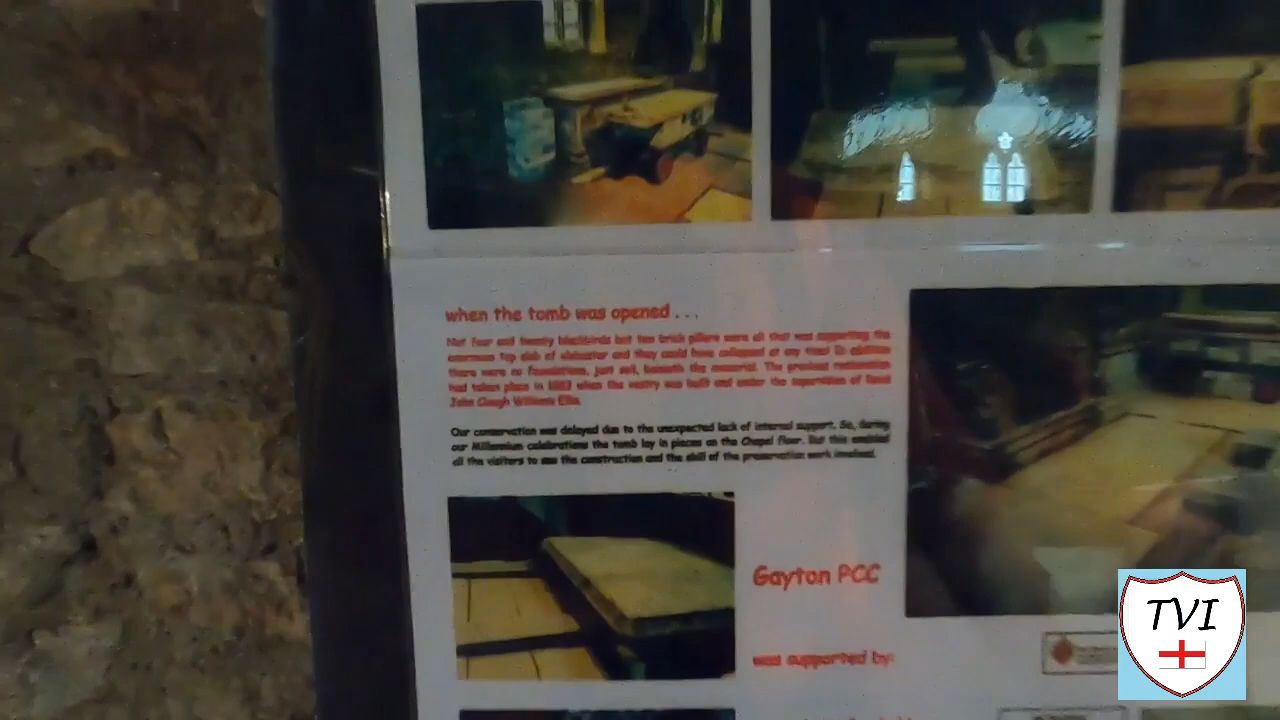 when the tomb was opened . . .
Not four and twenty blackbirds but two brick pillars were all that was supporting the
enormous top slab of alabaster and they could have collapsed at any time! In addition
there were no foundations, just soil, beneath the memorial. The previous restoration
had taken place in when the vestry was built and under the supervision of
John Clough Williams Ellis.
Our conservation was delayed due to the unexpected lack of internal support. So, during
our Millennium celebrations the tomb lay in pieces on the Chapel floor. But this enabled
all the visitors to see the construction and the skill of the preservation work involved.
Gayton PCC
was supported by:
TVI